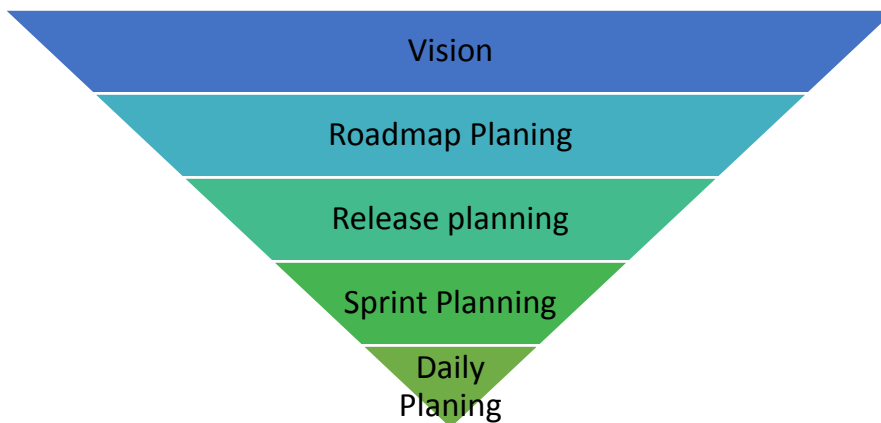 Vision
Roadmap Planing
Release planning
Sprint Planning
Daily
Planing